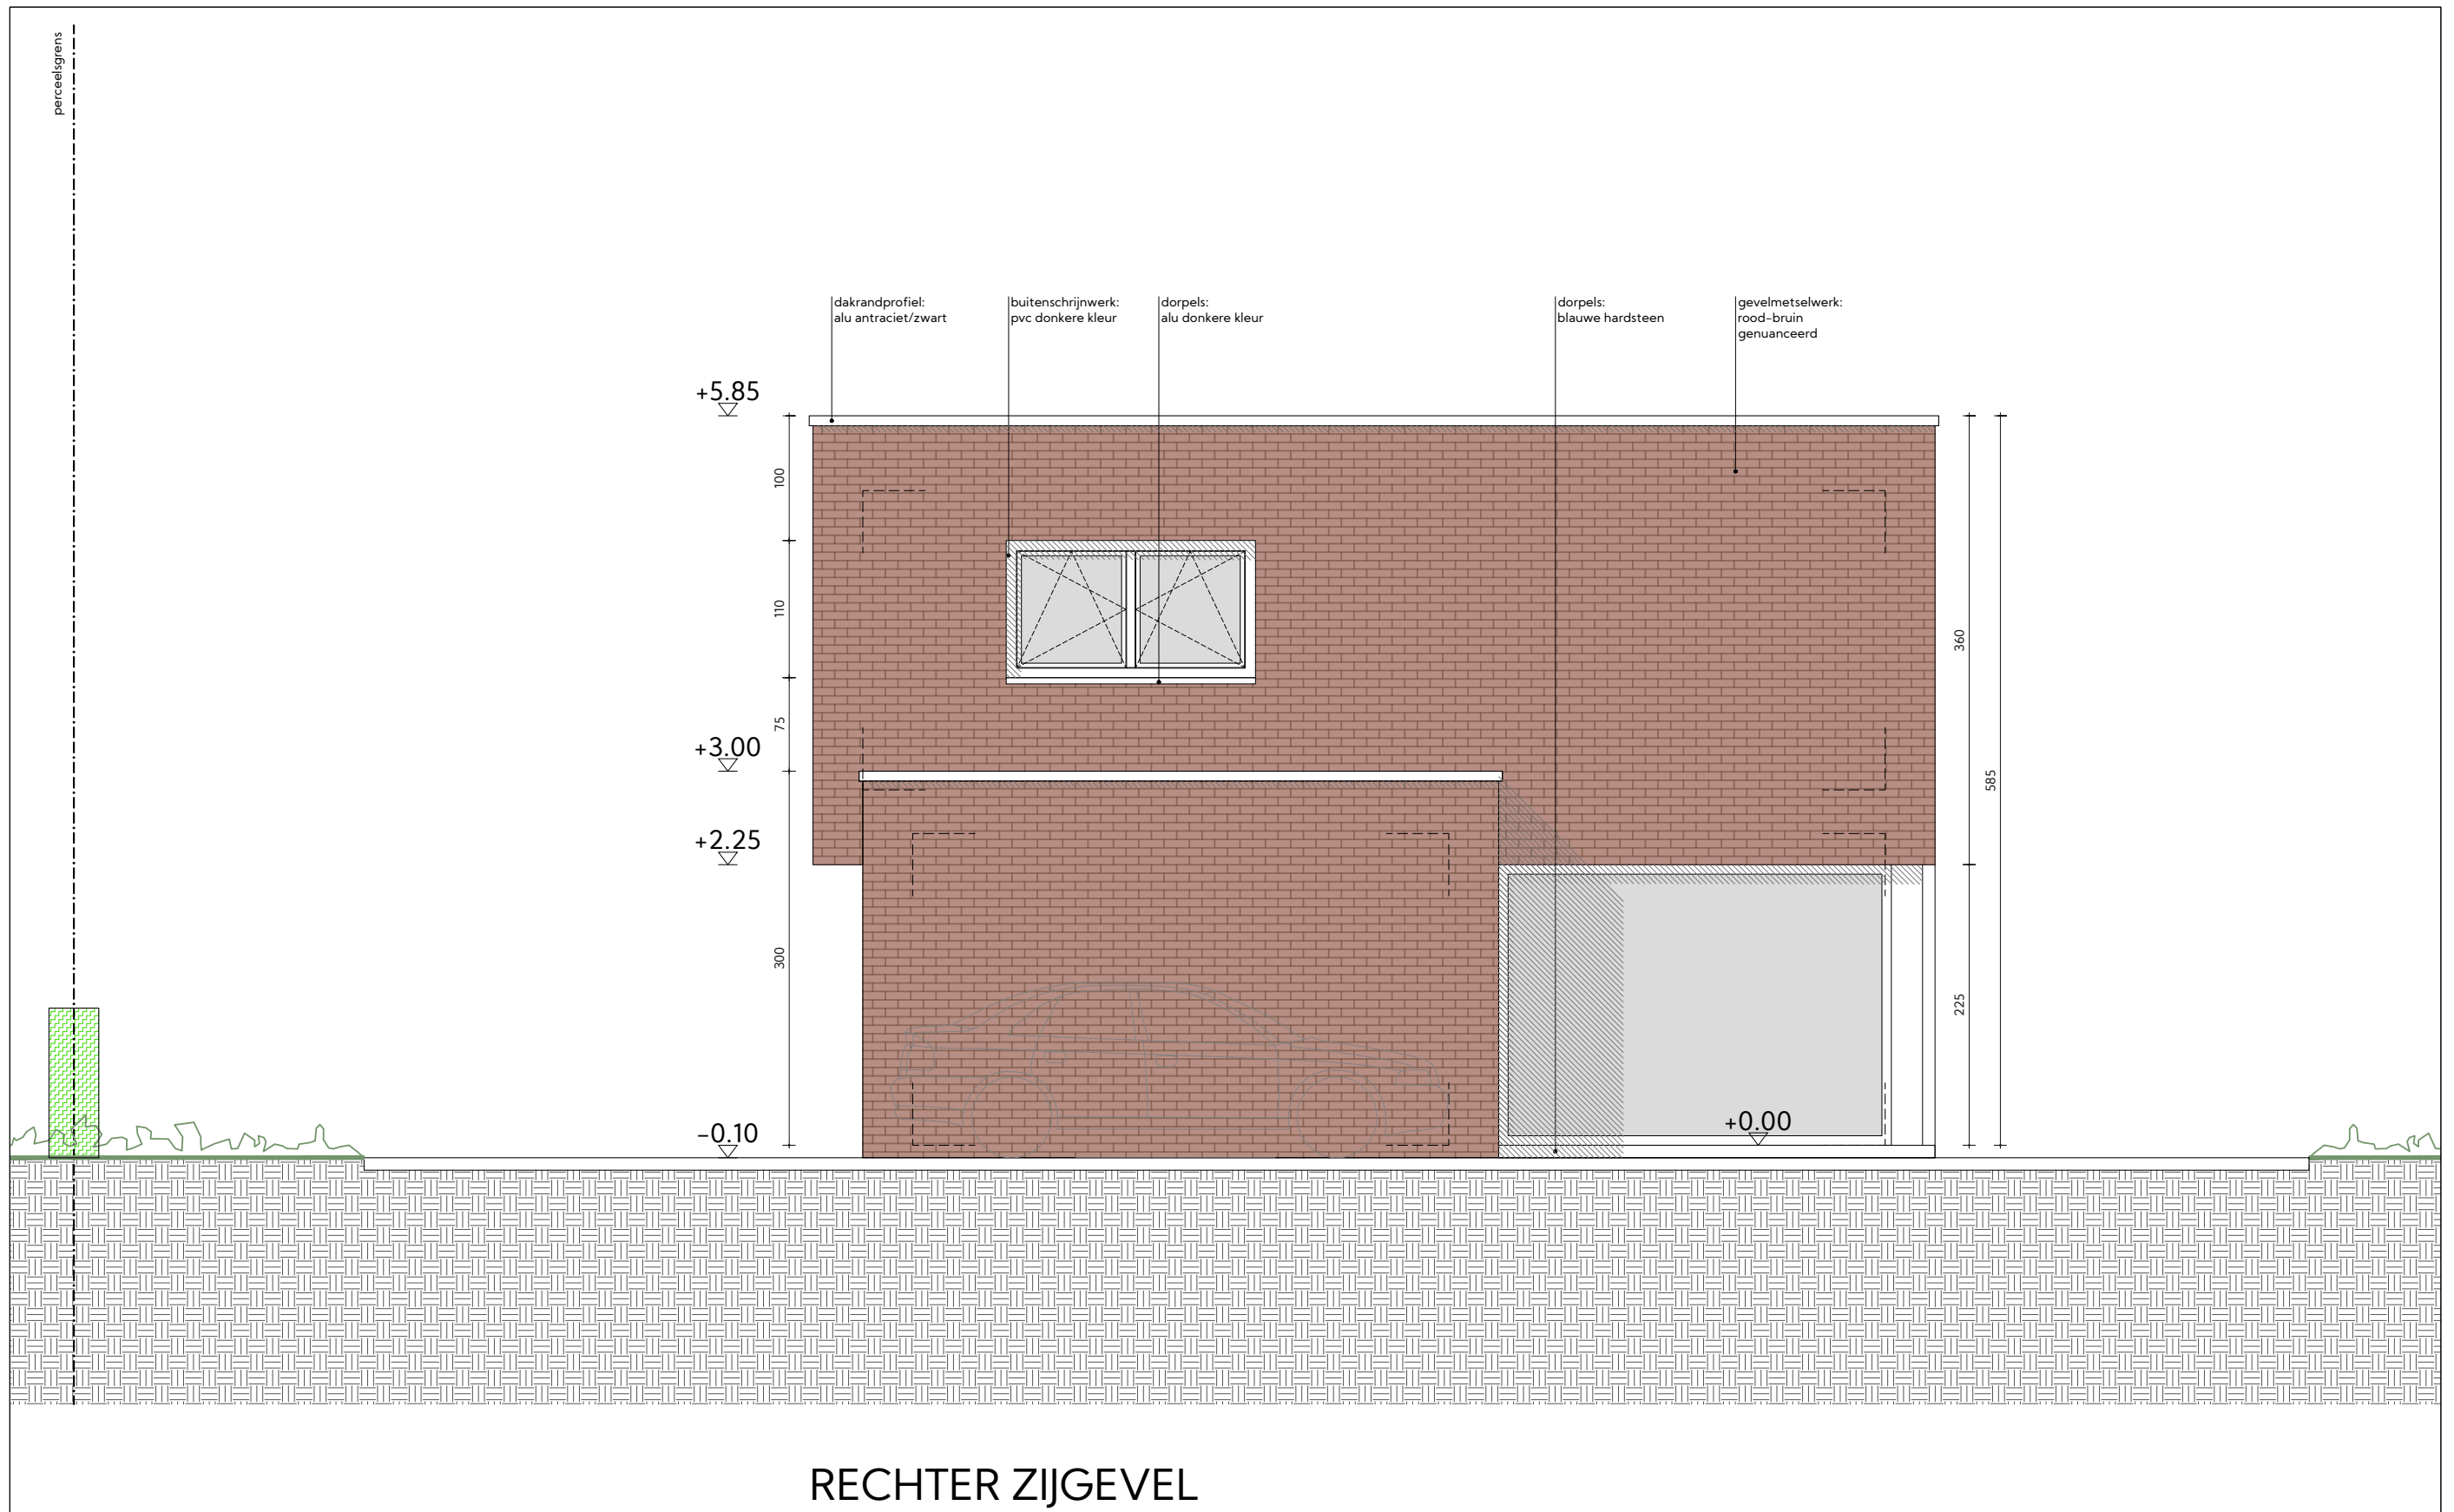 perceelsgrens
dakrandprofiel:
alu antraciet/zwart
buitenschrijnwerk:
pvc donkere kleur
dorpels:
alu donkere kleur
dorpels:
blauwe hardsteen
gevelmetselwerk:
rood-bruin
genuanceerd
+5.85
100
110
360
75
+3.00
585
+2.25
300
225
+0.00
-0.10
RECHTER ZIJGEVEL